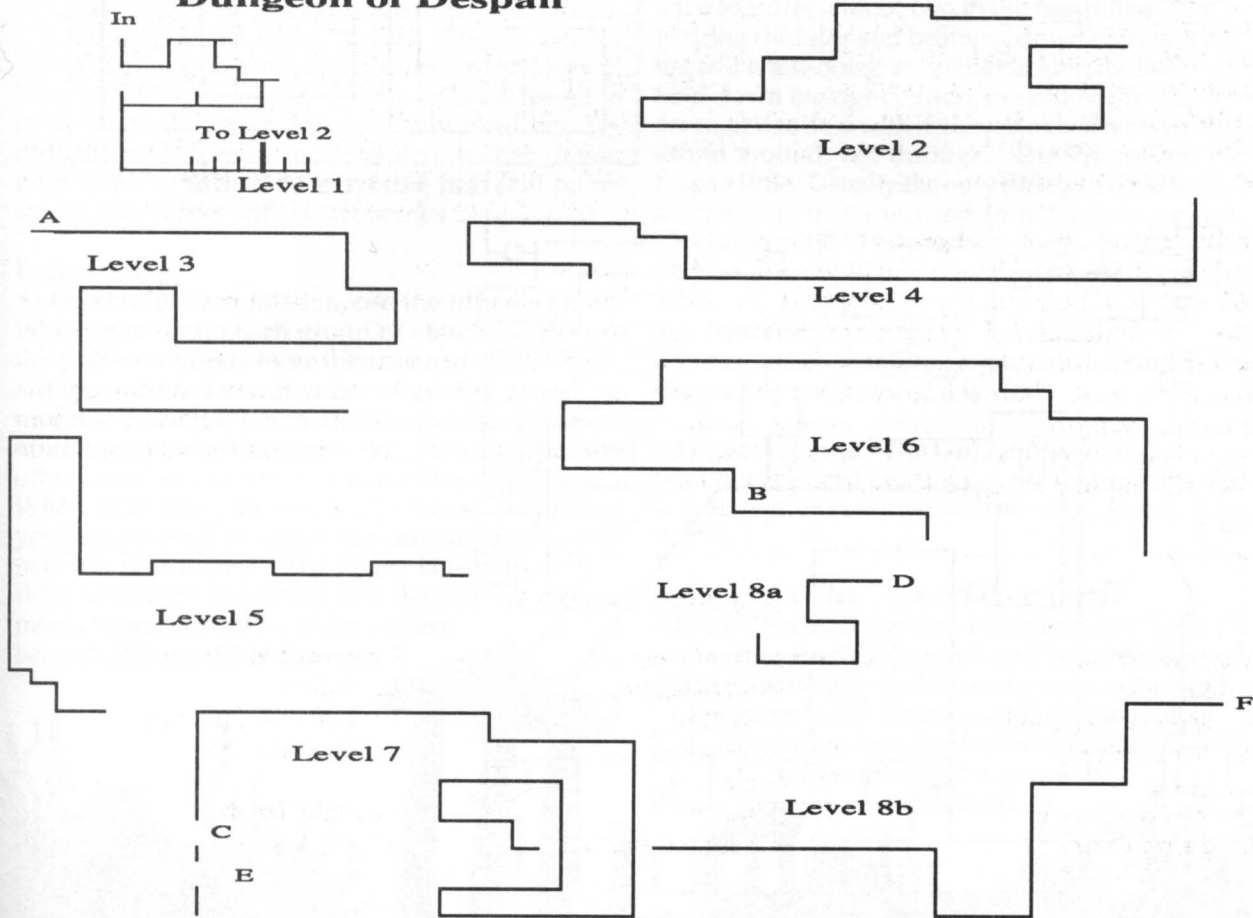 Dungeon of Despair
In
To Level 2
Level 1
Level 2
A
Level 3
Level 4
Level 6
B
Level 5
Level 8a
D
Level 7
F
Level 8b
C
E